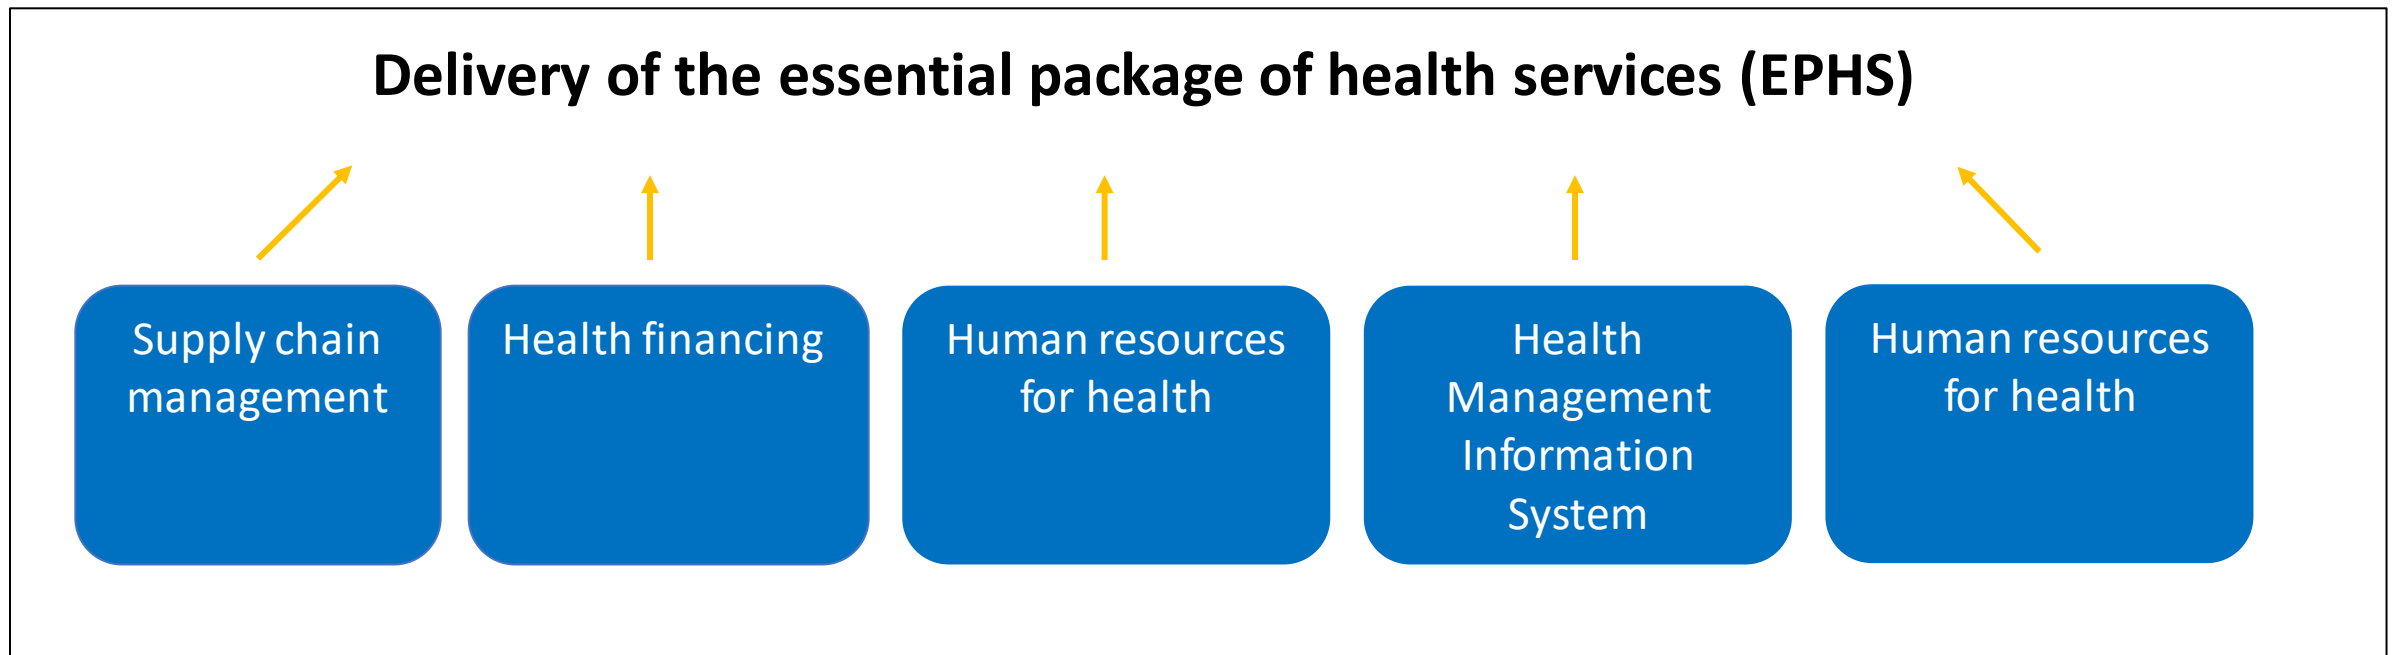 Delivery of the essential package of health services (EPHS)
Supply chain
management
Health financing
Human resources
for health
Health
Management
Information
System
Human resources
for health